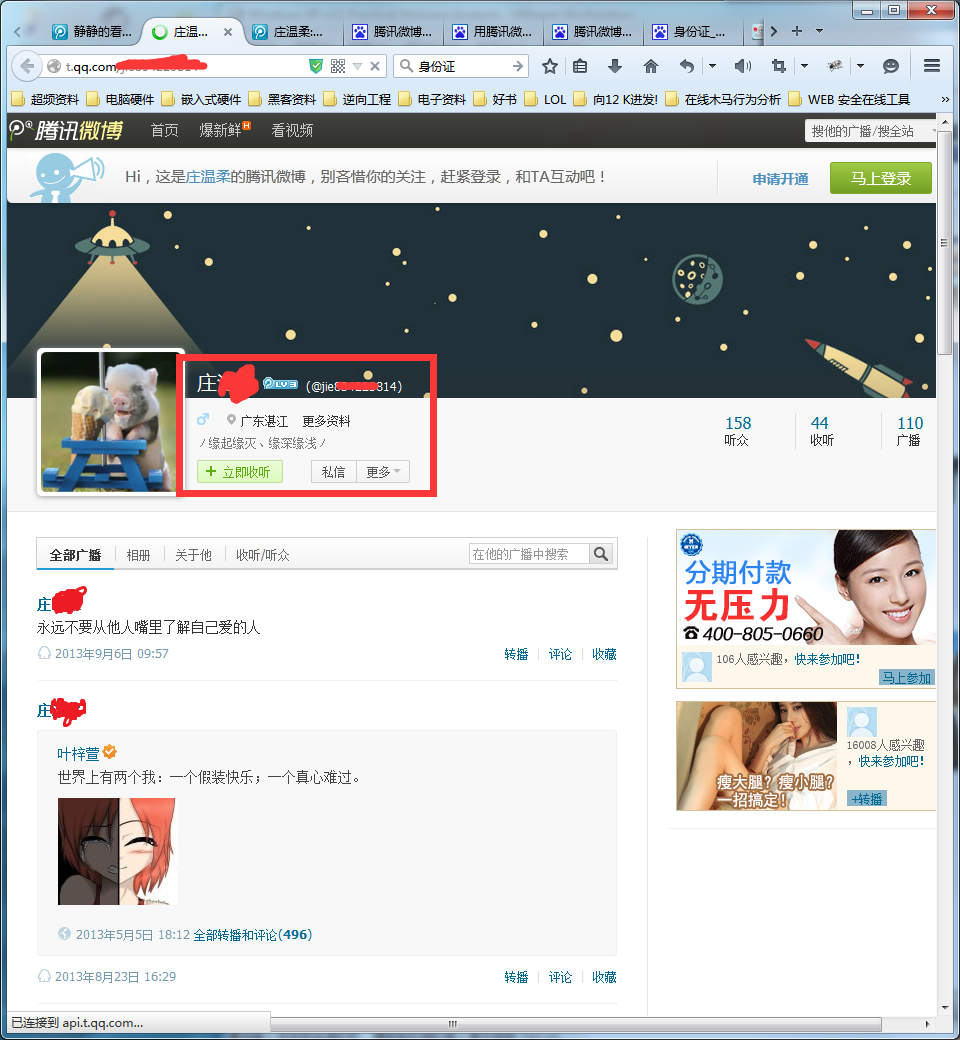 静静的看...
庄温...
庄温柔:...
腾讯微博...
用腾讯微...
腾讯微博...
身份证_...
t.qq.com
身份证
超频资料
电脑硬件
嵌入式硬件
黑客资料
逆向工程
电子资料
好书
LOL
向12 K进发!
在线木马行为分析
WEB 安全在线工具
»
腾讯微博
首页
爆新鲜
H
看视频
搜他的广播/搜全站
Hi，这是庄温柔的腾讯微博，别吝惜你的关注，赶紧登录，和TA互动吧！
申请开通
马上登录
庄
LV3
(@jie
814)
广东湛江
更多资料
/ 缘起缘灭、缘深缘浅 /
+ 立即收听
私信
更多
158
听众
44
收听
110
广播
全部广播
相册
关于他
收听/听众
在他的广播中搜索
庄
永远不要从他人嘴里了解自己爱的人
2013年9月6日 09:57
转播
评论
收藏
庄
叶梓萱
世界上有两个我：一个假装快乐；一个真心难过。
2013年5月5日 18:12 全部转播和评论(496)
2013年8月23日 16:29
转播
评论
收藏
分期付款
无压力
400-805-0660
106人感兴趣，快来参加吧!
马上参加
瘦大腿？瘦小腿？
一招搞定！
16008人感兴趣
，快来参加吧!
+转播
已连接到 api.t.qq.com...